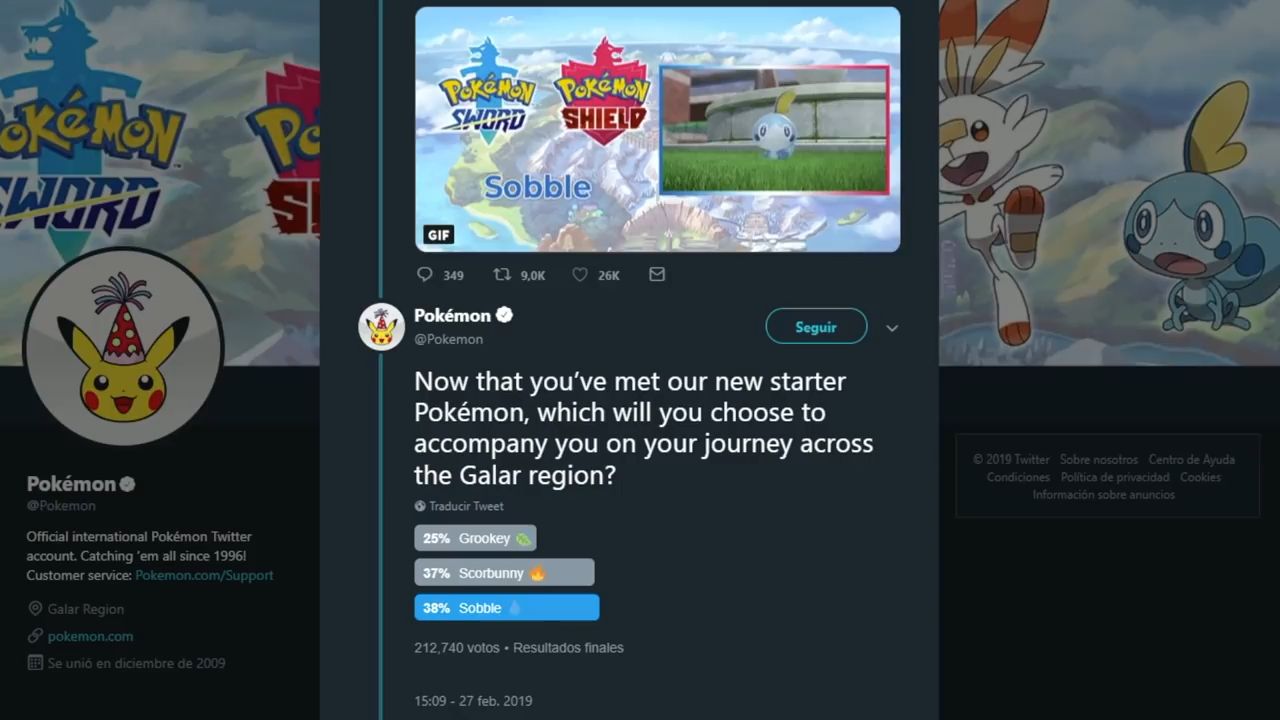 POKÉMON
SWORD
POKÉMON
SHIELD
Sobble
GIF
349 9,0K 26K
Pokémon
@Pokemon
Seguir
Now that you’ve met our new starter
Pokémon, which will you choose to
accompany you on your journey across
the Galar region?
Traducir Tweet
25% Grookey
37% Scorbunny
38% Sobble
212,740 votos • Resultados finales
15:09 - 27 feb. 2019
Pokémon
@Pokemon
Official international Pokémon Twitter
account. Catching 'em all since 1996!
Customer service: Pokemon.com/Support
Galar Region
pokemon.com
Se unió en diciembre de 2009
© 2019 Twitter Sobre nosotros Centro de Ayuda
Condiciones Política de privacidad Cookies
Información sobre anuncios